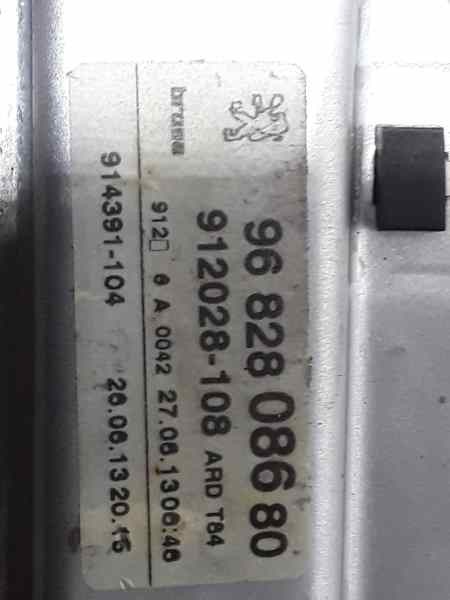 96 828 086 80
912028-108 ARD T84
brusa
912 6 A 0042 27.06.13 06:46
914391-104 26.06.13 20.15